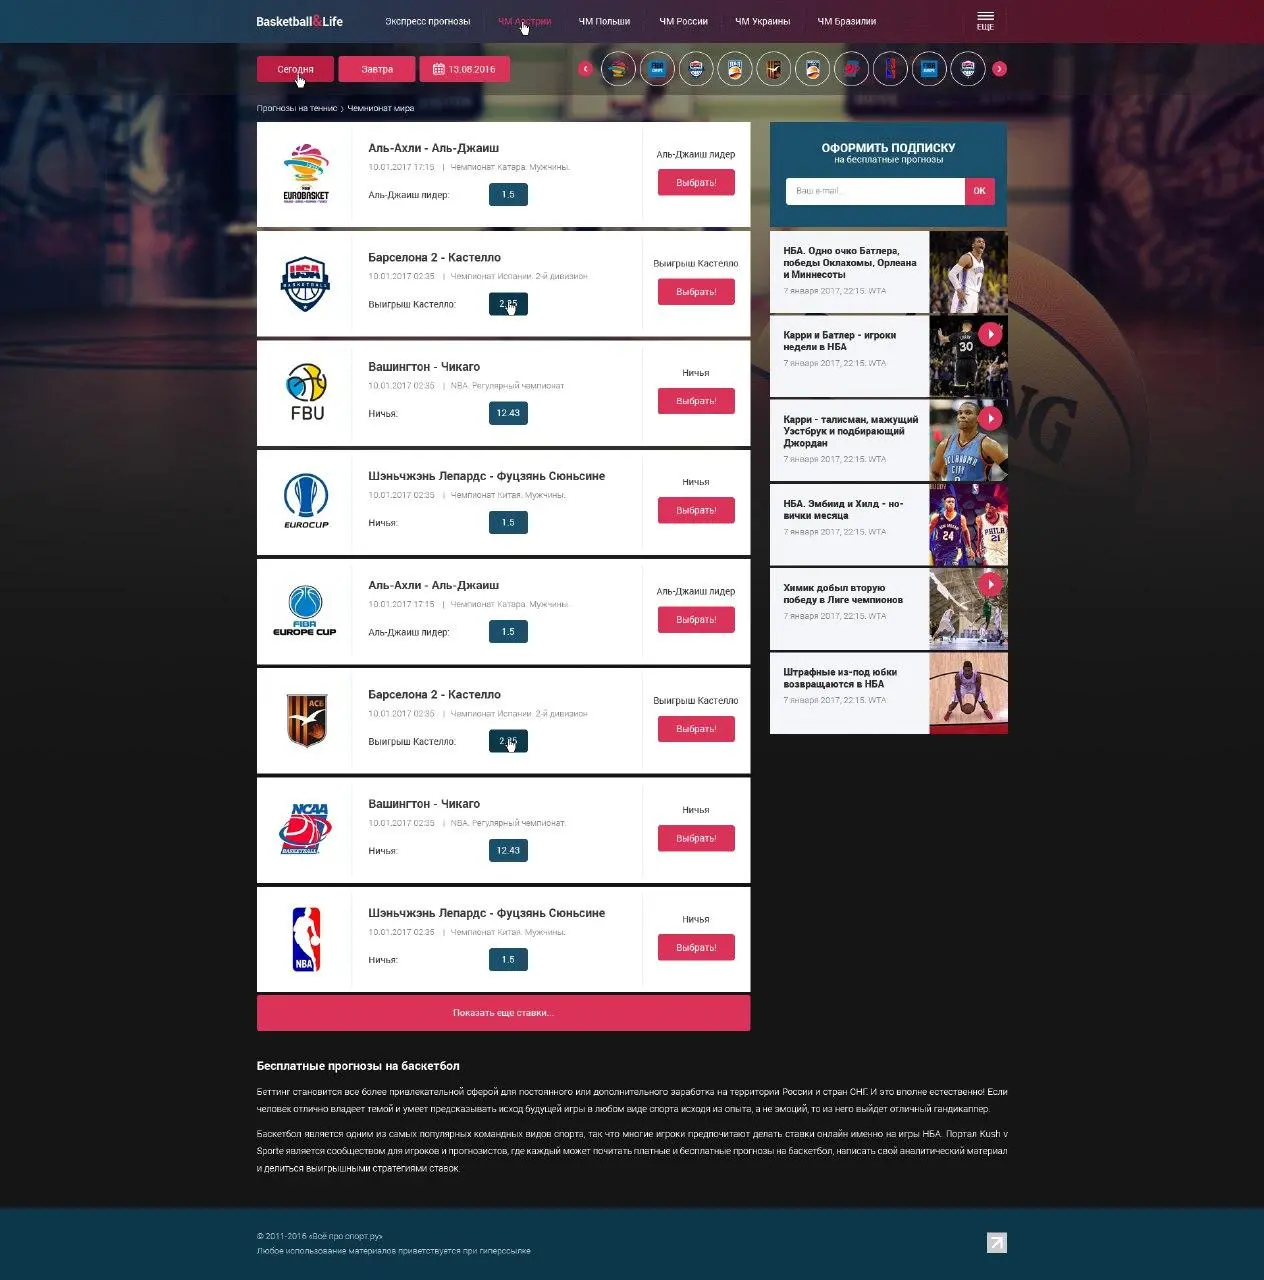 Basketball&Life
Экспресс прогнозы
ЧМ Австрии
ЧМ Польши
ЧМ России
ЧМ Украины
ЧМ Бразилии
ЕЩЕ
Сегодня
Завтра
13.08.2016
Прогнозы на теннис › Чемпионат мира
Аль-Ахли - Аль-Джаиш
10.01.2017 17:15 | Чемпионат Катара. Мужчины.
Аль-Джаиш лидер:
1.5
Аль-Джаиш лидер
Выбрать!
EUROBASKET
Барселона 2 - Кастелло
10.01.2017 02:35 | Чемпионат Испании. 2-й дивизион
Выигрыш Кастелло:
Выигрыш Кастелло
Выбрать!
USA
BASKETBALL
Вашингтон - Чикаго
10.01.2017 02:35 | NBA. Регулярный чемпионат
Ничья:
12.43
Ничья
Выбрать!
FBU
Шэньчжэнь Лепардс - Фуцзянь Сюньсине
10.01.2017 02:35 | Чемпионат Китая. Мужчины.
Ничья:
1.5
Ничья
Выбрать!
EUROCUP
Аль-Ахли - Аль-Джаиш
10.01.2017 17:15 | Чемпионат Катара. Мужчины.
Аль-Джаиш лидер:
1.5
Аль-Джаиш лидер
Выбрать!
FIBA
EUROPE CUP
Барселона 2 - Кастелло
10.01.2017 02:35 | Чемпионат Испании. 2-й дивизион
Выигрыш Кастелло:
Выигрыш Кастелло
Выбрать!
АСБ
Вашингтон - Чикаго
10.01.2017 02:35 | NBA. Регулярный чемпионат.
Ничья:
12.43
Ничья
Выбрать!
NCAA
BASKETBALL
Шэньчжэнь Лепардс - Фуцзянь Сюньсине
10.01.2017 02:35 | Чемпионат Китая. Мужчины.
Ничья:
1.5
Ничья
Выбрать!
NBA
Показать еще ставки...
ОФОРМИТЬ ПОДПИСКУ
на бесплатные прогнозы
Ваш e-mail...
OK
НБА. Одно очко Батлера,
победы Оклахомы, Орлеана
и Миннесоты
7 января 2017, 22:15. WTA
Карри и Батлер - игроки
недели в НБА
7 января 2017, 22:15. WTA
30
Карри - талисман, мажущий
Уэстбрук и подбирающий
Джордан
7 января 2017, 22:15. WTA
OKLAHOMA
CITY
НБА. Эмбиид и Хилд - но-
вички месяца
7 января 2017, 22:15. WTA
24
PHILA
21
Химик добыл вторую
победу в Лиге чемпионов
7 января 2017, 22:15. WTA
Штрафные из-под юбки
возвращаются в НБА
7 января 2017, 22:15. WTA
Бесплатные прогнозы на баскетбол
Беттинг становится все более привлекательной сферой для постоянного или дополнительного заработка на территории России и стран СНГ. И это вполне естественно! Если
человек отлично владеет темой и умеет предсказывать исход будущей игры в любом виде спорта исходя из опыта, а не эмоций, то из него выйдет отличный гандикаппер.
Баскетбол является одним из самых популярных командных видов спорта, так что многие игроки предпочитают делать ставки онлайн именно на игры НБА. Портал Kush v
Sporte является сообществом для игроков и прогнозистов, где каждый может почитать платные и бесплатные прогнозы на баскетбол, написать свой аналитический материал
и делиться выигрышными стратегиями ставок.
© 2011-2016 «Всё про спорт.ру»
Любое использование материалов приветствуется при гиперссылке